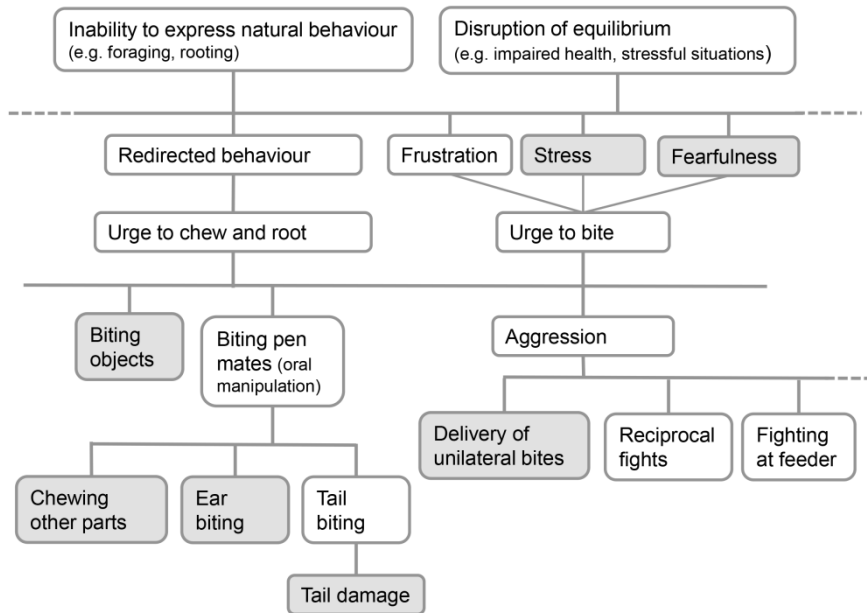 Inability to express natural behaviour
(e.g. foraging, rooting)
Disruption of equilibrium
(e.g. impaired health, stressful situations)
Redirected behaviour
Frustration
Stress
Fearfulness
Urge to chew and root
Urge to bite
Biting
objects
Biting pen
mates (oral
manipulation)
Aggression
Delivery of
unilateral bites
Reciprocal
fights
Fighting
at feeder
Chewing
other parts
Ear
biting
Tail
biting
Tail damage